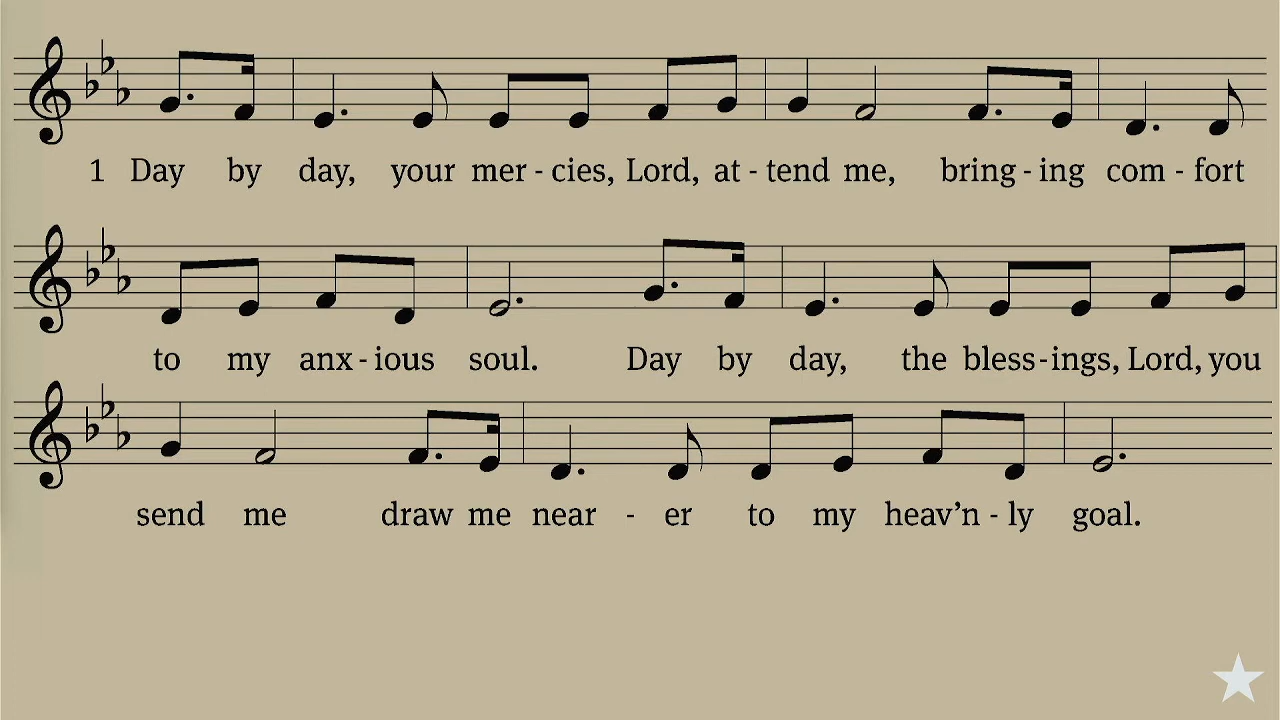 1 Day by day, your mer - cies, Lord, at - tend me, bring - ing com - fort
to my anx - ious soul. Day by day, the bless - ings, Lord, you
send me draw me near - er to my heav’n - ly goal.